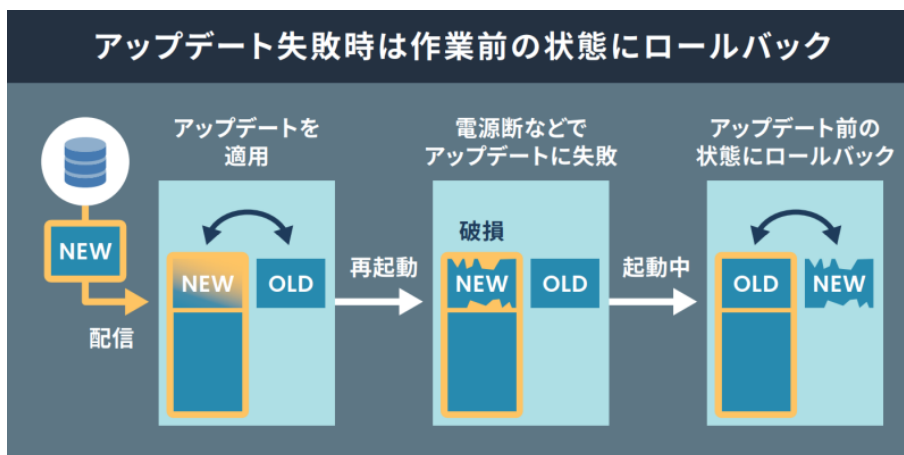 アップデート失敗時は作業前の状態にロールバック
NEW
配信
アップデートを
適用
NEW
OLD
再起動
電源断などで
アップデートに失敗
破損
NEW
OLD
起動中
アップデート前の
状態にロールバック
OLD
NEW